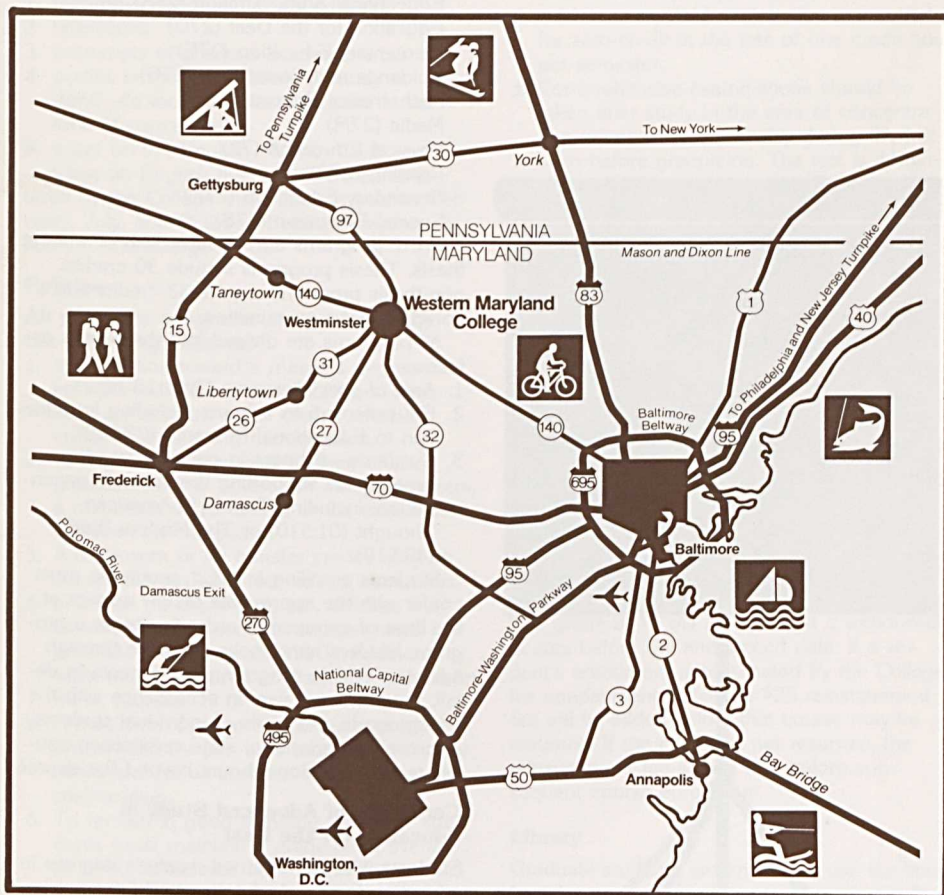 To Pennsylvania
Turnpike
To New York
30
York
Gettysburg
97
PENNSYLVANIA
MARYLAND
Mason and Dixon Line
To Philadelphia and New Jersey Turnpike
Taneytown
140
83
1
40
Western Maryland
College
Westminster
15
31
Libertytown
26
27
32
140
Baltimore
Beltway
95
695
Frederick
70
Damascus
Baltimore
Potomac River
95
Damascus Exit
270
Baltimore-Washington Parkway
2
National Capital
Beltway
3
495
50
Annapolis
Bay Bridge
Washington,
D.C.